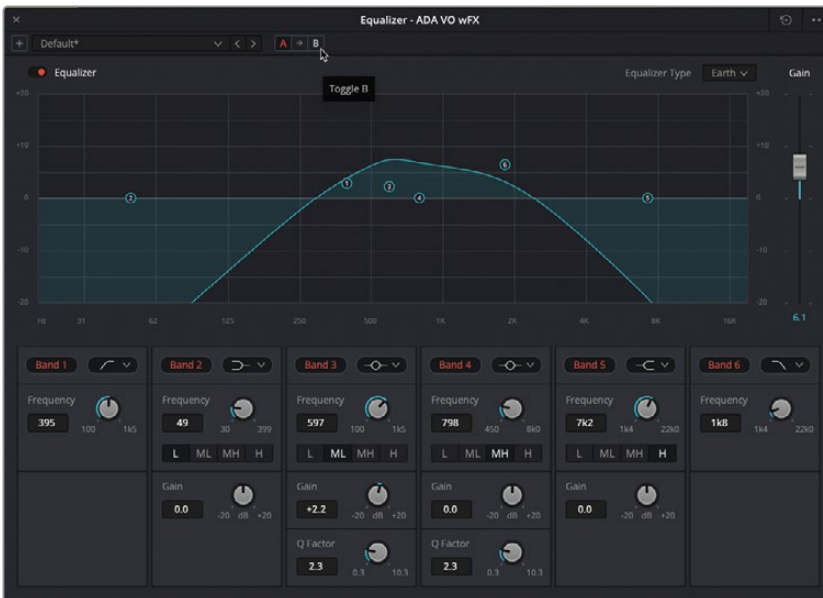 Equalizer - ADA VO wFX
Default*
A
B
Toggle B
Equalizer
Equalizer Type
Earth
Gain
+20
+20
+10
+10
0
0
-10
-10
-20
-20
1
2
3
4
5
6
Hz 31 62 125 250 500 1K 2K 4K 8K 16K
6.1
Band 1
Band 2
Band 3
Band 4
Band 5
Band 6
Frequency
Frequency
Frequency
Frequency
Frequency
Frequency
395
100 1k5
49
30 399
597
100 1k5
798
450 8k0
7k2
1k4 22k0
1k8
1k4 22k0
L ML MH H
L ML MH H
L ML MH H
L ML MH H
Gain
Gain
Gain
Gain
0.0
-20 dB +20
+2.2
-20 dB +20
0.0
-20 dB +20
0.0
-20 dB +20
Q Factor
Q Factor
2.3
0.3 10.3
2.3
0.3 10.3